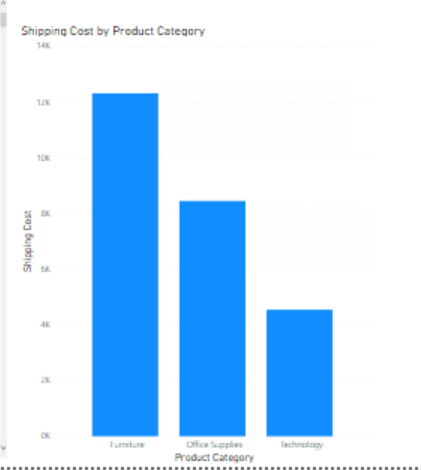 Shipping Cost by Product Category
14K
12K
10K
8K
6K
4K
2K
0K
Shipping Cost
Furniture Office Supplies Technology
Product Category